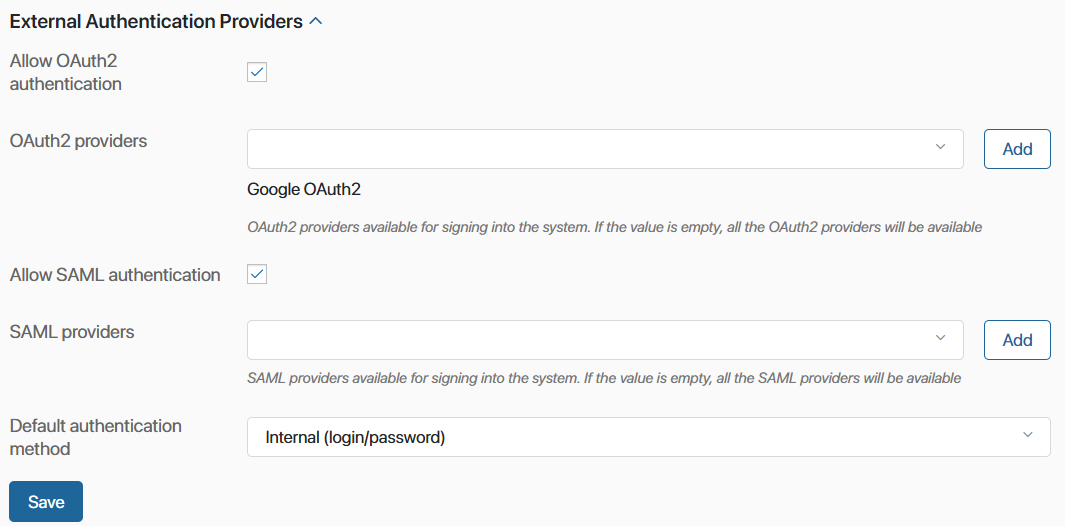 External Authentication Providers
Allow OAuth2
authentication
OAuth2 providers
Add
Google OAuth2
OAuth2 providers available for signing into the system. If the value is empty, all the OAuth2 providers will be available
Allow SAML authentication
SAML providers
Add
SAML providers available for signing into the system. If the value is empty, all the SAML providers will be available
Default authentication
method
Internal (login/password)
Save